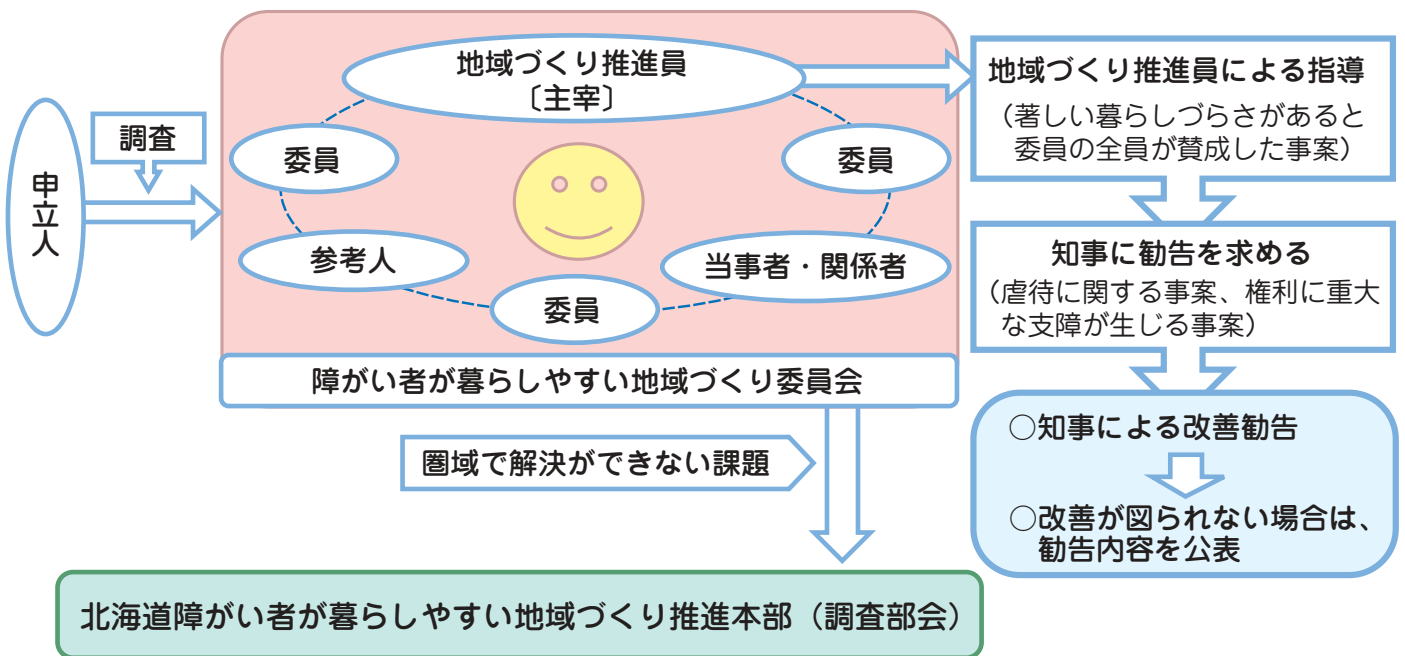 申立人
調査
地域づくり推進員
〔主宰〕
委員
委員
参考人
当事者・関係者
委員
障がい者が暮らしやすい地域づくり委員会
地域づくり推進員による指導
（著しい暮らしづらさがあると
委員の全員が賛成した事案）
知事に勧告を求める
（虐待に関する事案、権利に重大
な支障が生じる事案）
○知事による改善勧告
○改善が図られない場合は、
勧告内容を公表
圏域で解決ができない課題
北海道障がい者が暮らしやすい地域づくり推進本部（調査部会）